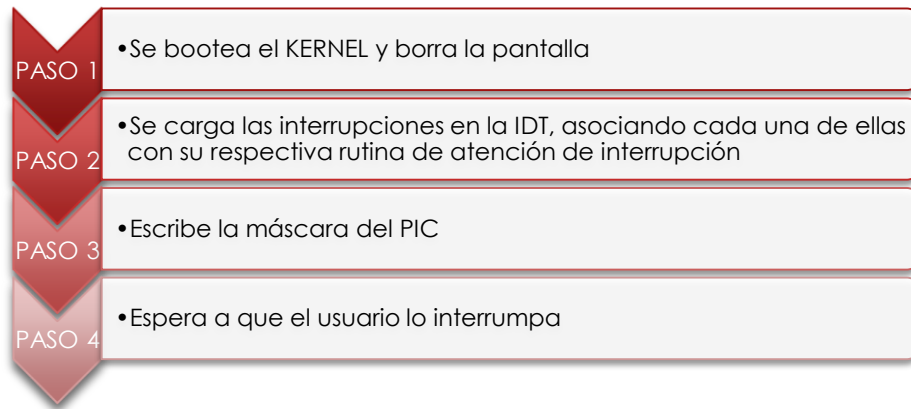 PASO 1
•Se bootea el KERNEL y borra la pantalla
PASO 2
•Se carga las interrupciones en la IDT, asociando cada una de ellas
con su respectiva rutina de atención de interrupción
PASO 3
•Escribe la máscara del PIC
PASO 4
•Espera a que el usuario lo interrumpa